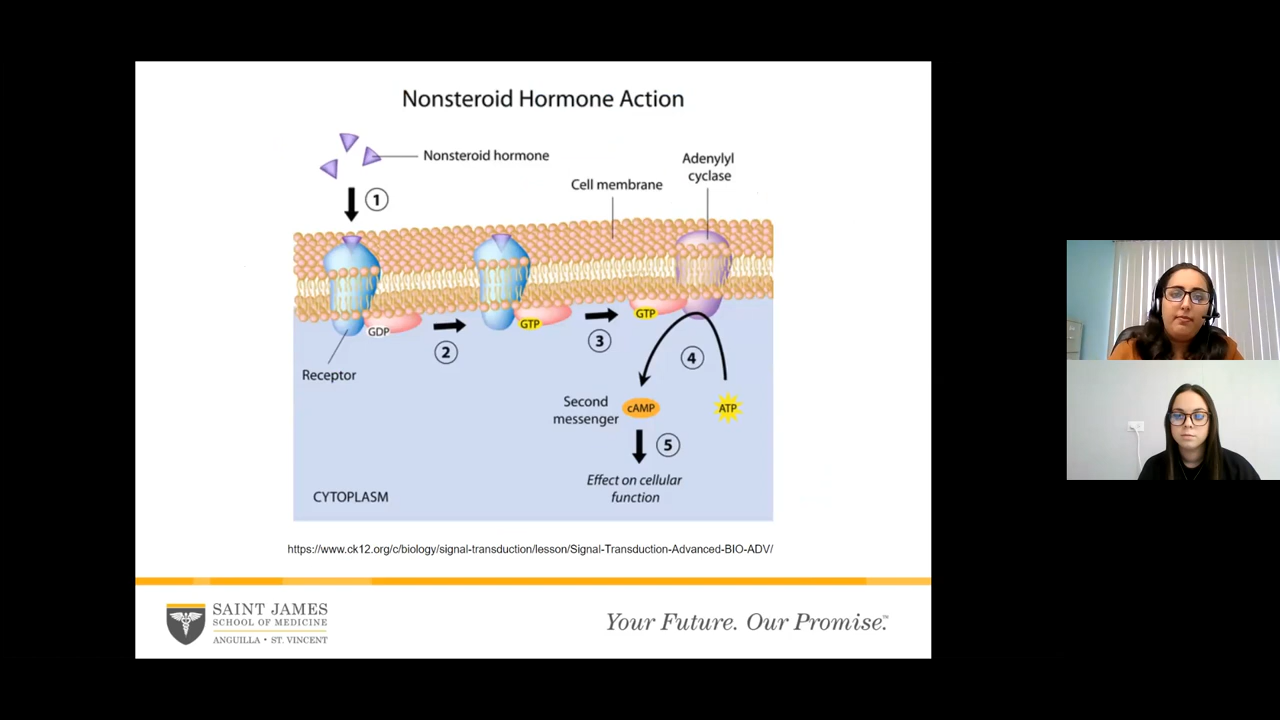 Nonsteroid Hormone Action
Nonsteroid hormone
Adenylyl
cyclase
Cell membrane
1
GDP
2
GTP
3
GTP
4
Receptor
Second
messenger
cAMP
ATP
5
Effect on cellular
function
CYTOPLASM
https://www.ck12.org/c/biology/signal-transduction/lesson/Signal-Transduction-Advanced-BIO-ADV/
SAINT JAMES
SCHOOL OF MEDICINE
ANGUILLA • ST. VINCENT
Your Future. Our Promise.™